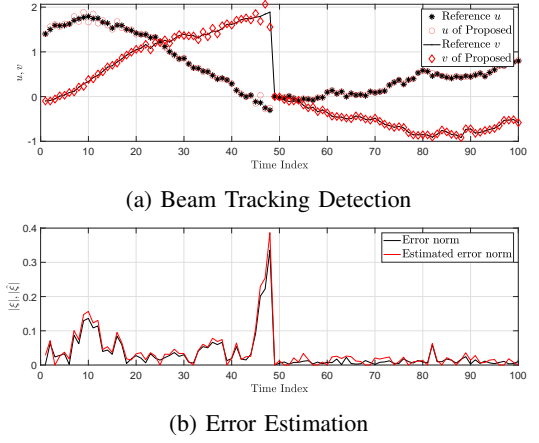 2
1
0
-1
u, v
0
10
20
30
40
50
60
70
80
90
100
Time Index
Reference u
u of Proposed
Reference v
v of Proposed
(a) Beam Tracking Detection
0.4
0.3
0.2
0.1
0
|ξ|, |ξ̂|
0
10
20
30
40
50
60
70
80
90
100
Time Index
Error norm
Estimated error norm
(b) Error Estimation